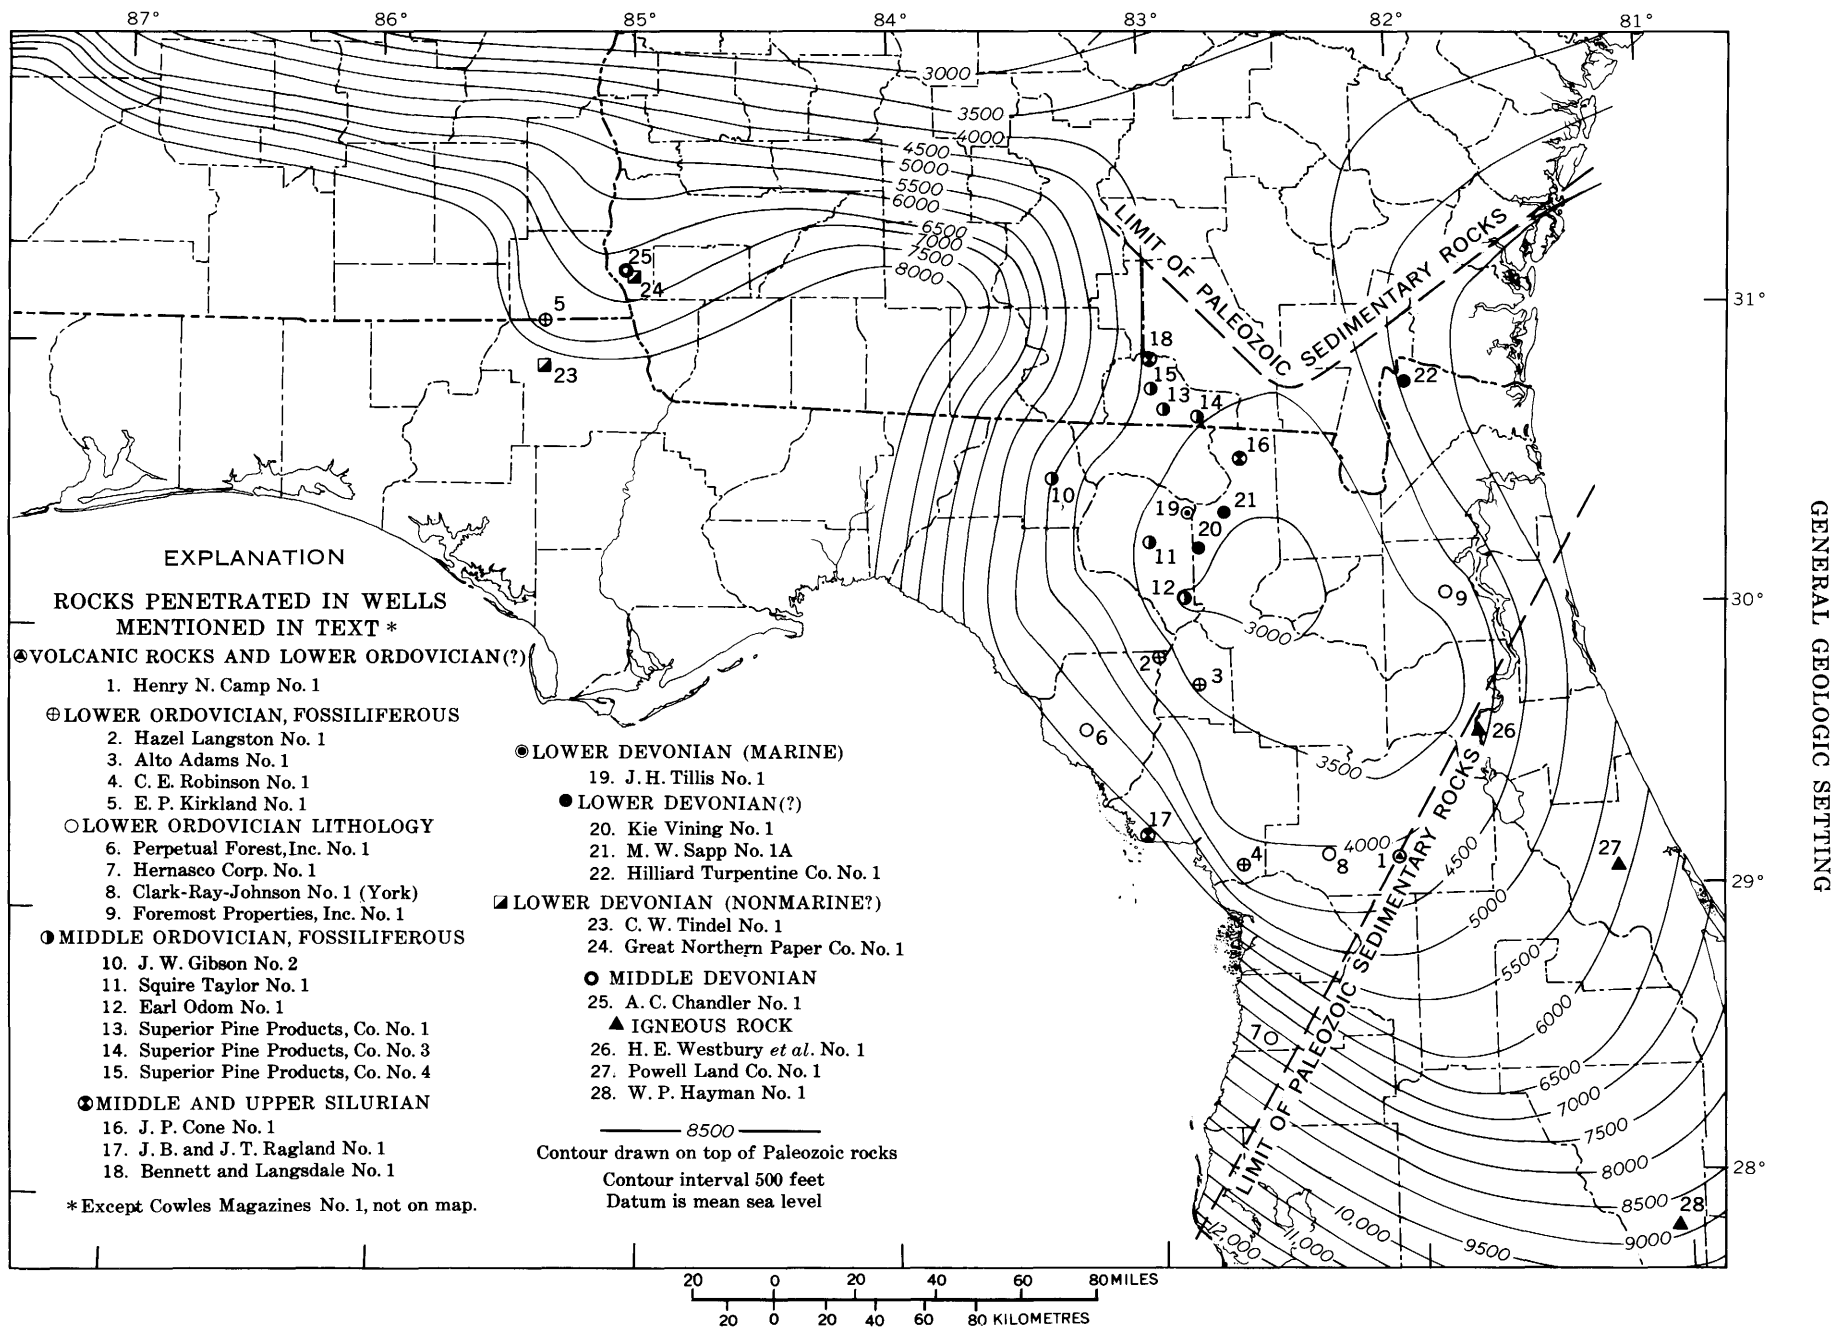 87° 86° 85° 84° 83° 82° 81°
3000
3500
4000
4500
5000
5500
6000
6500
7000
7500
8000
LIMIT OF PALEOZOIC SEDIMENTARY ROCKS
31°
30°
29°
28°
25
24
5
23
18
15
13
14
22
16
10
19
21
20
11
12
9
3000
2
3
6
26
3500
17
4
8
4000
1
4500
27
5000
5500
6000
7
6500
7000
7500
8000
8500
28
9000
9500
10,000
11,000
12,000
LIMIT OF PALEOZOIC SEDIMENTARY ROCKS
EXPLANATION
ROCKS PENETRATED IN WELLS
MENTIONED IN TEXT *
VOLCANIC ROCKS AND LOWER ORDOVICIAN(?)
1. Henry N. Camp No. 1
LOWER ORDOVICIAN, FOSSILIFEROUS
2. Hazel Langston No. 1
3. Alto Adams No. 1
4. C. E. Robinson No. 1
5. E. P. Kirkland No. 1
LOWER ORDOVICIAN LITHOLOGY
6. Perpetual Forest, Inc. No. 1
7. Hernasco Corp. No. 1
8. Clark-Ray-Johnson No. 1 (York)
9. Foremost Properties, Inc. No. 1
MIDDLE ORDOVICIAN, FOSSILIFEROUS
10. J. W. Gibson No. 2
11. Squire Taylor No. 1
12. Earl Odom No. 1
13. Superior Pine Products, Co. No. 1
14. Superior Pine Products, Co. No. 3
15. Superior Pine Products, Co. No. 4
MIDDLE AND UPPER SILURIAN
16. J. P. Cone No. 1
17. J. B. and J. T. Ragland No. 1
18. Bennett and Langsdale No. 1
* Except Cowles Magazines No. 1, not on map.
LOWER DEVONIAN (MARINE)
19. J. H. Tillis No. 1
LOWER DEVONIAN(?)
20. Kie Vining No. 1
21. M. W. Sapp No. 1A
22. Hilliard Turpentine Co. No. 1
LOWER DEVONIAN (NONMARINE?)
23. C. W. Tindel No. 1
24. Great Northern Paper Co. No. 1
MIDDLE DEVONIAN
25. A. C. Chandler No. 1
IGNEOUS ROCK
26. H. E. Westbury et al. No. 1
27. Powell Land Co. No. 1
28. W. P. Hayman No. 1
8500
Contour drawn on top of Paleozoic rocks
Contour interval 500 feet
Datum is mean sea level
20 0 20 40 60 80 MILES
20 0 20 40 60 80 KILOMETRES
GENERAL GEOLOGIC SETTING